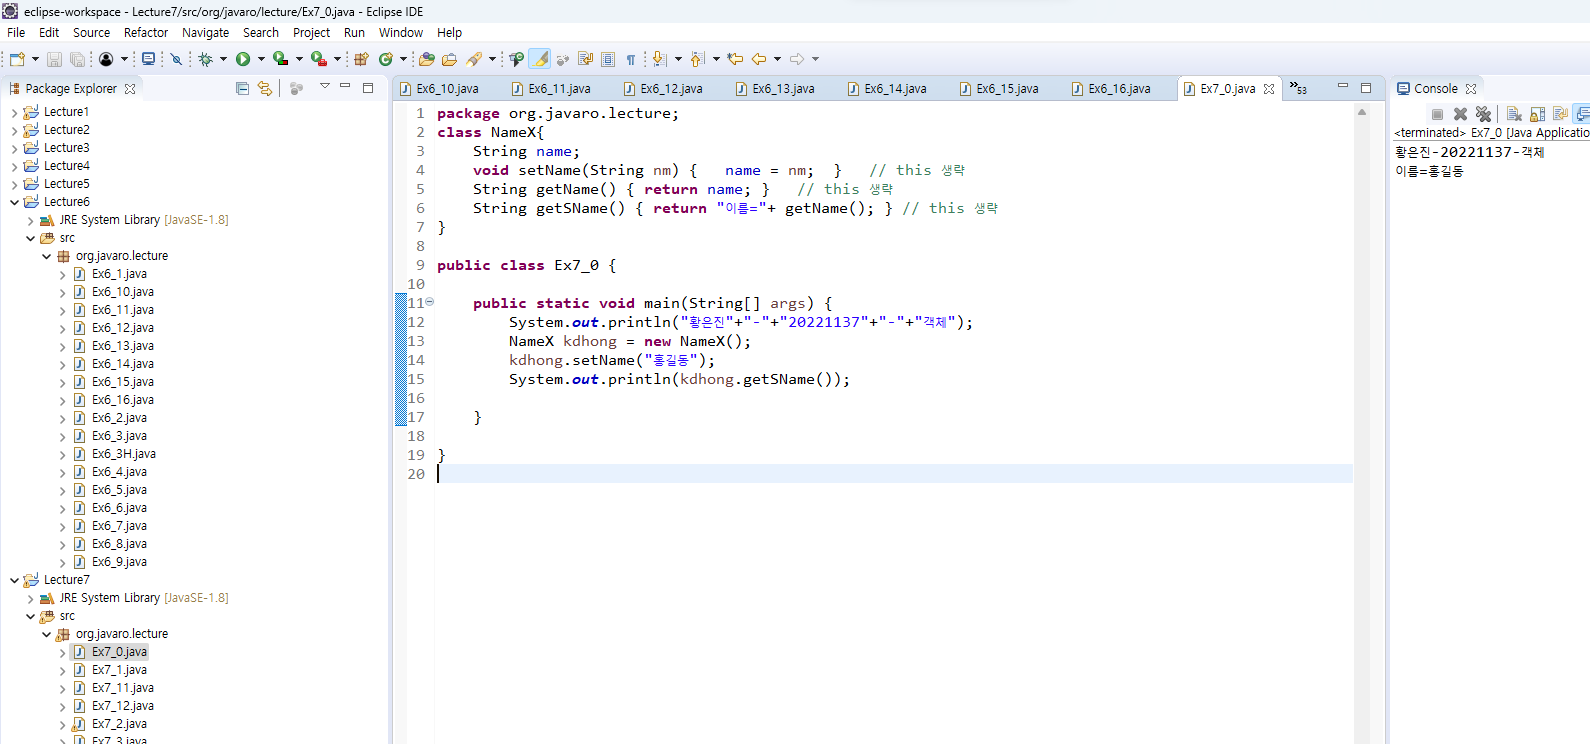 eclipse-workspace - Lecture7/src/org/javaro/lecture/Ex7_0.java - Eclipse IDE
File Edit Source Refactor Navigate Search Project Run Window Help
Package Explorer
Lecture1
Lecture2
Lecture3
Lecture4
Lecture5
Lecture6
JRE System Library [JavaSE-1.8]
src
org.javaro.lecture
Ex6_1.java
Ex6_10.java
Ex6_11.java
Ex6_12.java
Ex6_13.java
Ex6_14.java
Ex6_15.java
Ex6_16.java
Ex6_2.java
Ex6_3.java
Ex6_3H.java
Ex6_4.java
Ex6_5.java
Ex6_6.java
Ex6_7.java
Ex6_8.java
Ex6_9.java
Lecture7
JRE System Library [JavaSE-1.8]
src
org.javaro.lecture
Ex7_0.java
Ex7_1.java
Ex7_11.java
Ex7_12.java
Ex7_2.java
Ex7_3.java
Ex6_10.java Ex6_11.java Ex6_12.java Ex6_13.java Ex6_14.java Ex6_15.java Ex6_16.java Ex7_0.java »53
1 package org.javaro.lecture;
2 class NameX{
3 String name;
4 void setName(String nm) { name = nm; } // this 생략
5 String getName() { return name; } // this 생략
6 String getSName() { return "이름="+ getName(); } // this 생략
7 }
8
9 public class Ex7_0 {
10
11 public static void main(String[] args) {
12 System.out.println("황은진"+"-"+"20221137"+"-"+"객체");
13 NameX kdhong = new NameX();
14 kdhong.setName("홍길동");
15 System.out.println(kdhong.getSName());
16
17 }
18
19 }
20
Console
<terminated> Ex7_0 [Java Applicatio
황은진-20221137-객체
이름=홍길동